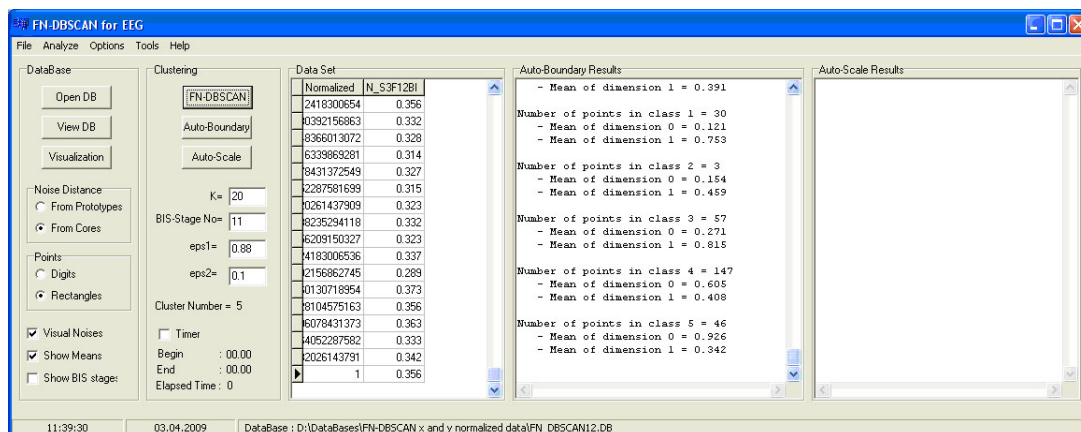 FN-DBSCAN for EEG
File Analyze Options Tools Help
DataBase
Open DB
View DB
Visualization
Noise Distance
From Prototypes
From Cores
Points
Digits
Rectangles
Visual Noises
Show Means
Show BIS stage:
Clustering
FN-DBSCAN
Auto-Boundary
Auto-Scale
K= 20
BIS-Stage No= 11
eps1= 0.88
eps2= 0.1
Cluster Number = 5
Timer
Begin : 00.00
End : 00.00
Elapsed Time : 0
Data Set
Normalized N_S3F12BI
2418300654 0.356
0392156863 0.332
8366013072 0.328
6339869281 0.314
8431372549 0.327
2287581699 0.315
0261437909 0.323
8235294118 0.332
6209150327 0.323
4183006536 0.337
2156862745 0.289
0130718954 0.373
8104575163 0.356
6078431373 0.363
4052287582 0.333
2026143791 0.342
1 0.356
Auto-Boundary Results
- Mean of dimension 1 = 0.391
Number of points in class 1 = 30
- Mean of dimension 0 = 0.121
- Mean of dimension 1 = 0.753
Number of points in class 2 = 3
- Mean of dimension 0 = 0.154
- Mean of dimension 1 = 0.459
Number of points in class 3 = 57
- Mean of dimension 0 = 0.271
- Mean of dimension 1 = 0.815
Number of points in class 4 = 147
- Mean of dimension 0 = 0.605
- Mean of dimension 1 = 0.408
Number of points in class 5 = 46
- Mean of dimension 0 = 0.926
- Mean of dimension 1 = 0.342
Auto-Scale Results
11:39:30 03.04.2009 DataBase : D:\DataBases\FN-DBSCAN x and y normalized data\FN_DBSCAN12.DB